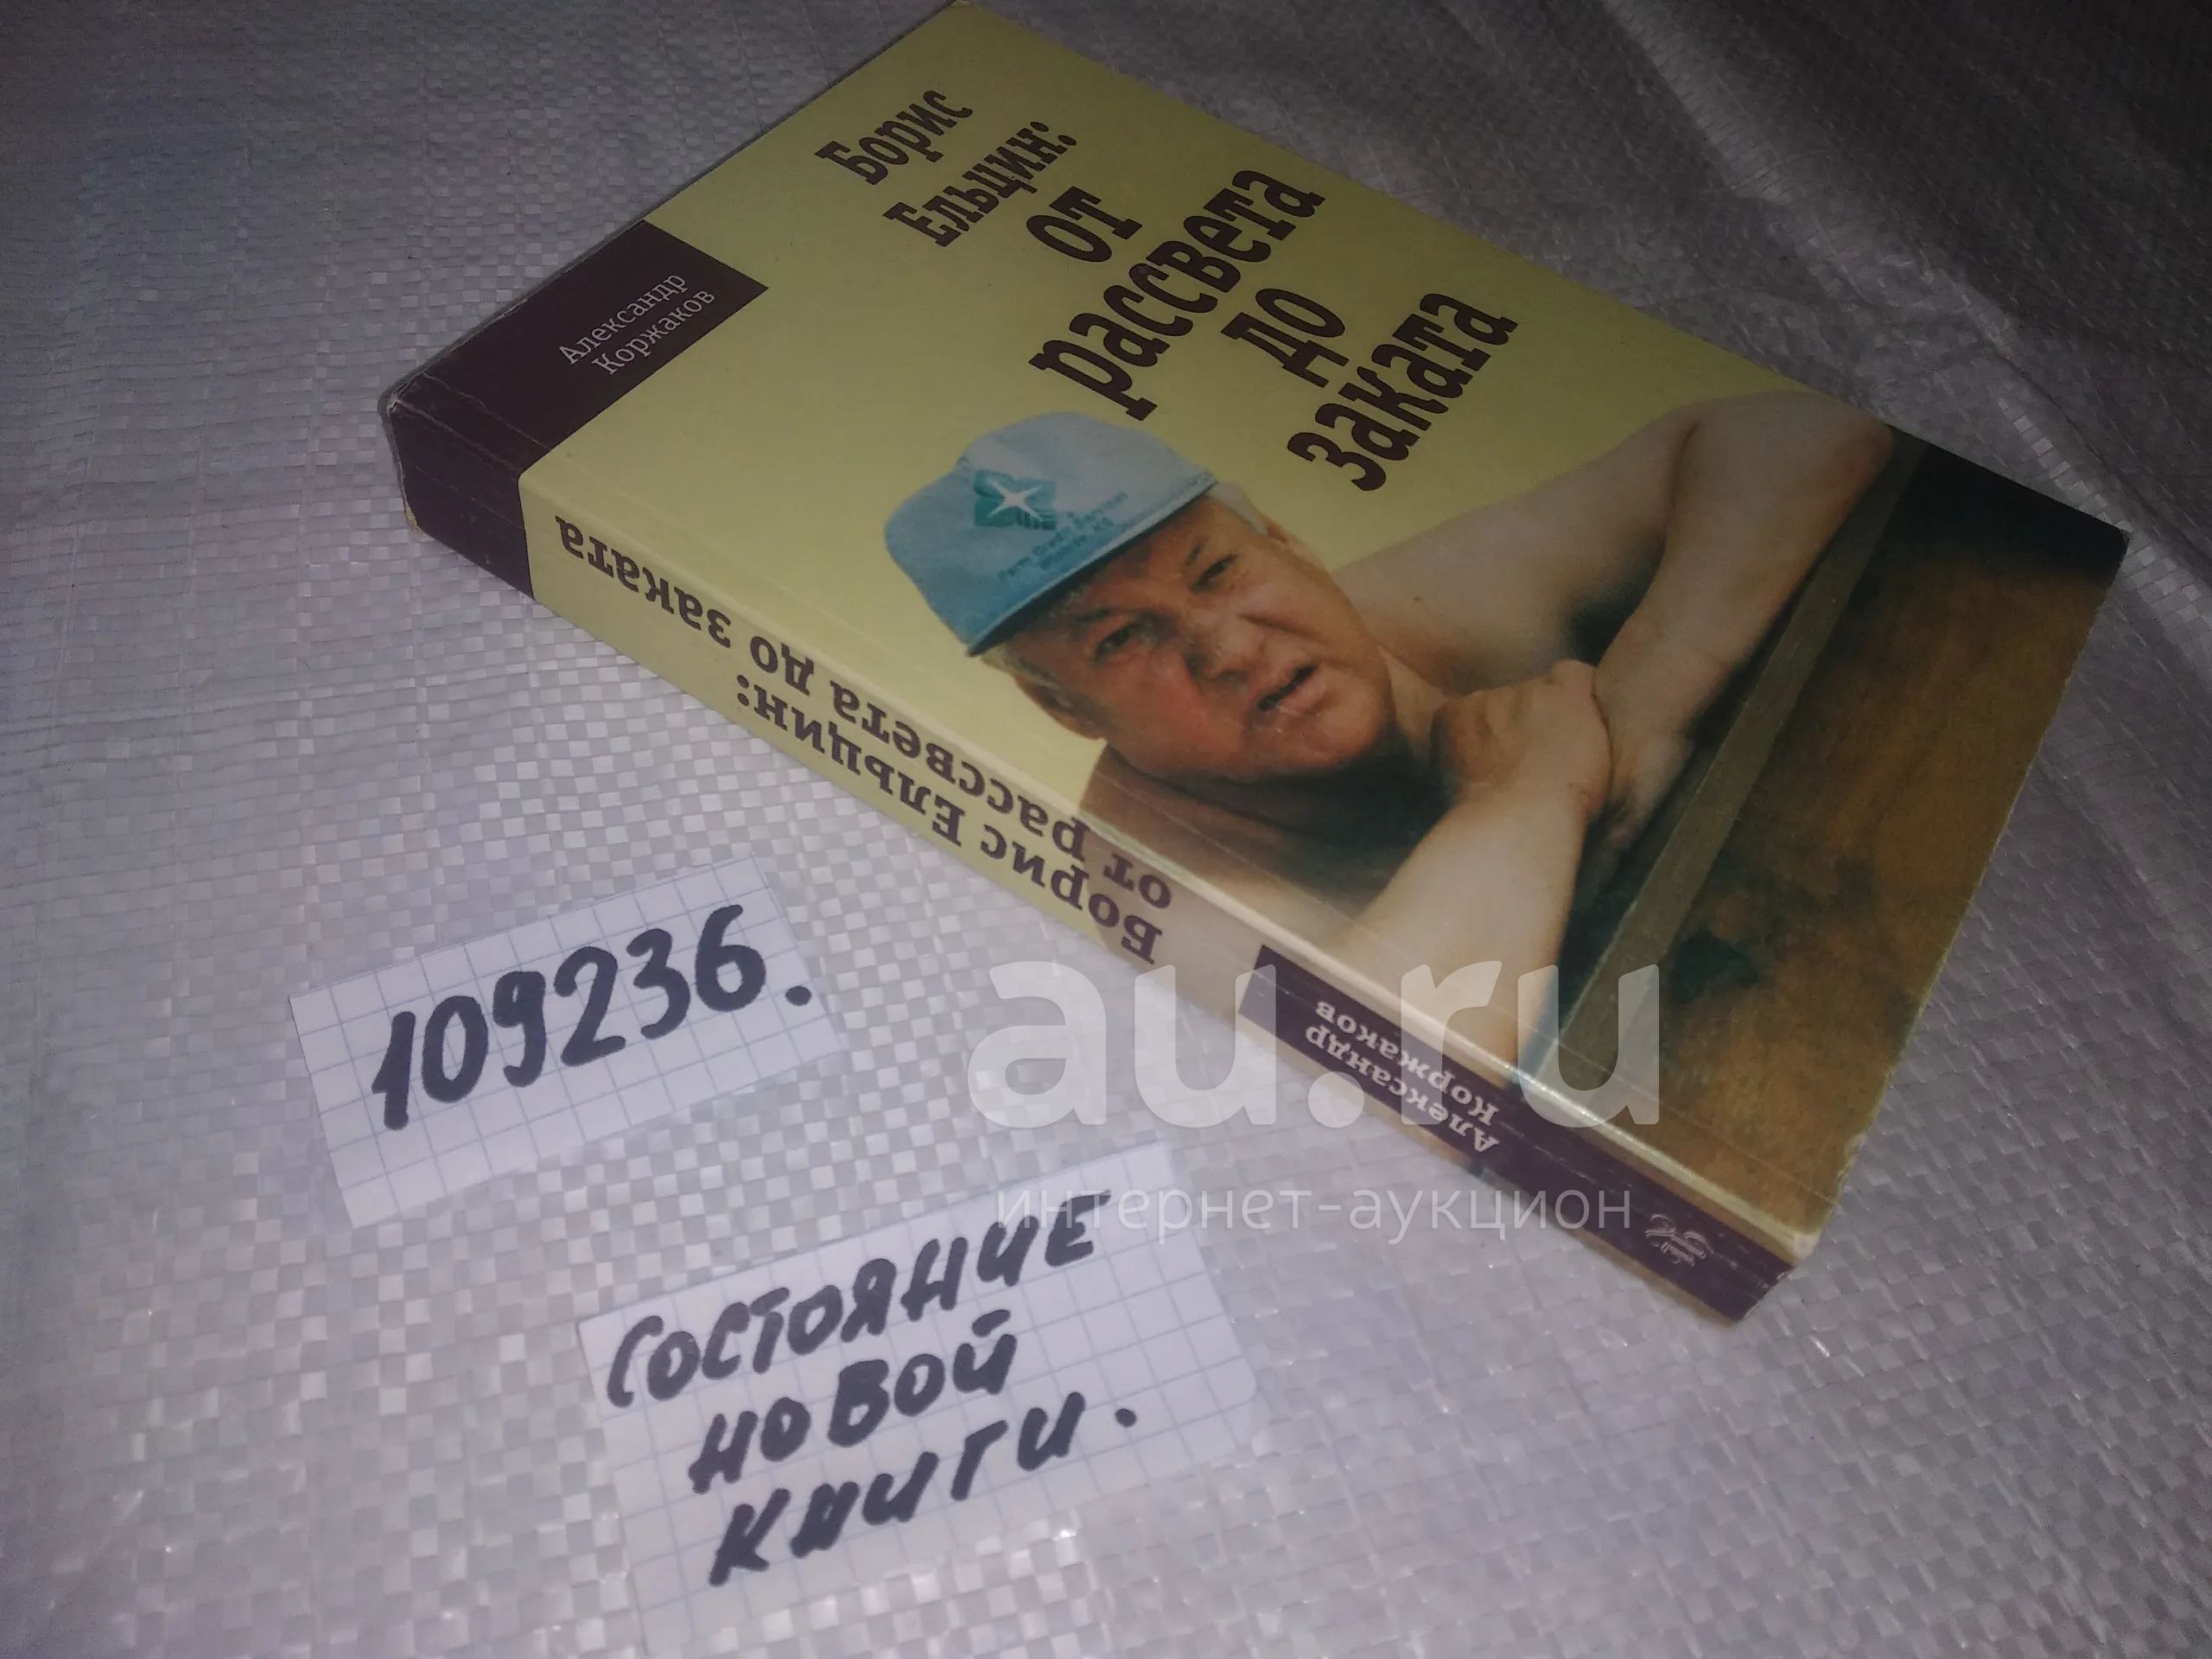 Александр
Коржаков
Борис
Ельцин:
от
рассвета
до
заката
Борис Ельцин:
от рассвета до заката
Александр
Коржаков
109236.
СОСТОЯНИЕ
НОВОЙ
КНИГИ.
au.ru
интернет-аукцион